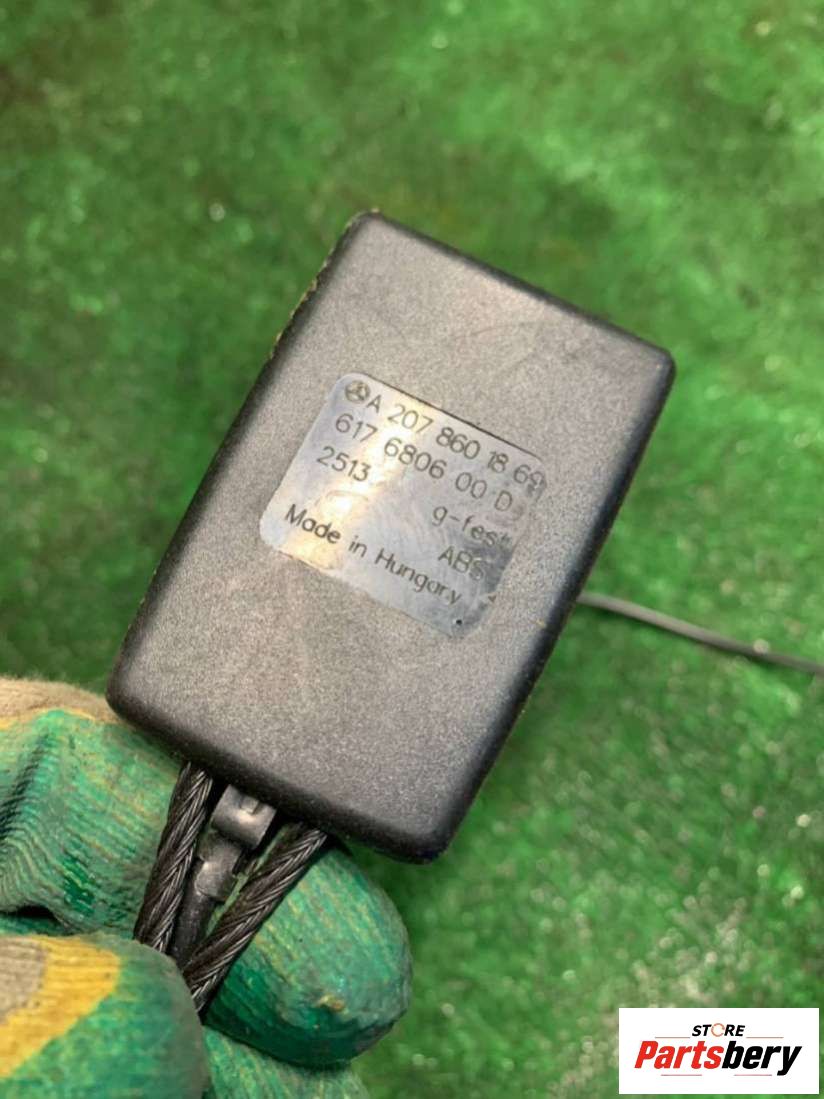 A 207 860 18 69
617 6806 00 D
2513
g-fest
ABS
Made in Hungary
STORE
Partsbery